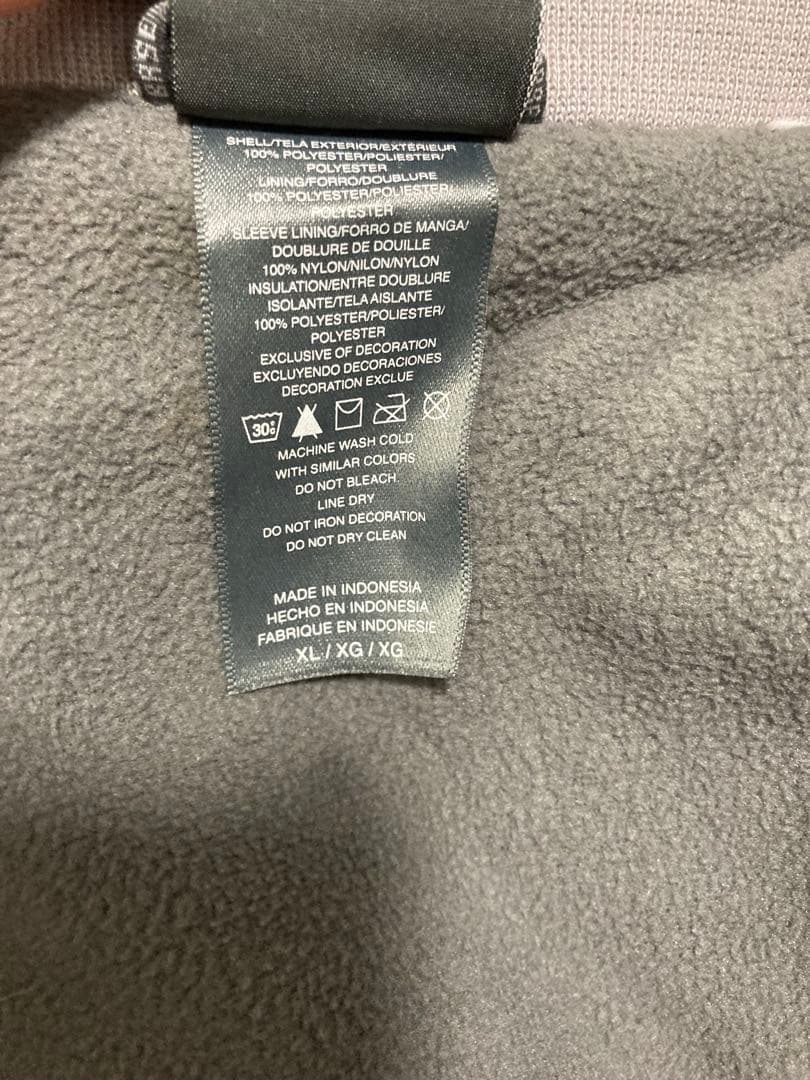 SHELL/TELA EXTERIOR/EXTÉRIEUR
100% POLYESTER/POLIESTER/
POLYESTER
LINING/FORRO/DOUBLURE
100% POLYESTER/POLIESTER/
POLYESTER
SLEEVE LINING/FORRO DE MANGA/
DOUBLURE DE DOUILLE
100% NYLON/NILON/NYLON
INSULATION/ENTRE DOUBLURE
ISOLANTE/TELA AISLANTE
100% POLYESTER/POLIESTER/
POLYESTER
EXCLUSIVE OF DECORATION
EXCLUYENDO DECORACIONES
DECORATION EXCLUE
30°C
MACHINE WASH COLD
WITH SIMILAR COLORS
DO NOT BLEACH
LINE DRY
DO NOT IRON DECORATION
DO NOT DRY CLEAN
MADE IN INDONESIA
HECHO EN INDONESIA
FABRIQUE EN INDONESIE
XL / XG / XG